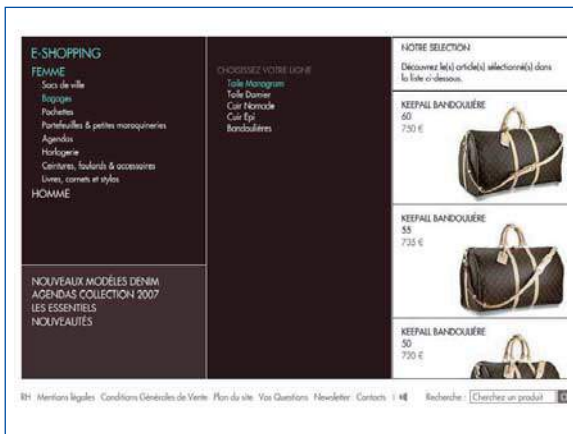 E-SHOPPING
FEMME
Sacs de ville
Bagages
Pochettes
Portefeuilles & petites maroquineries
Agendas
Horlogerie
Ceintures, foulards & accessoires
Livres, carnets et stylos
HOMME
NOUVEAUX MODÈLES DENIM
AGENDAS COLLECTION 2007
LES ESSENTIELS
NOUVEAUTÉS
CHOISISSEZ VOTRE LIGNE
Toile Monogram
Toile Damier
Cuir Nomade
Cuir Epi
Bandoulières
NOTRE SELECTION
Découvrez le(s) article(s) sélectionné(s) dans
la liste ci-dessous.
KEEPALL BANDOULIÈRE
60
750 €
KEEPALL BANDOULIÈRE
55
735 €
KEEPALL BANDOULIÈRE
50
720 €
RH Mentions légales Conditions Générales de Vente Plan du site Vos Questions Newsletter Contacts Recherche : Cherchez un produit